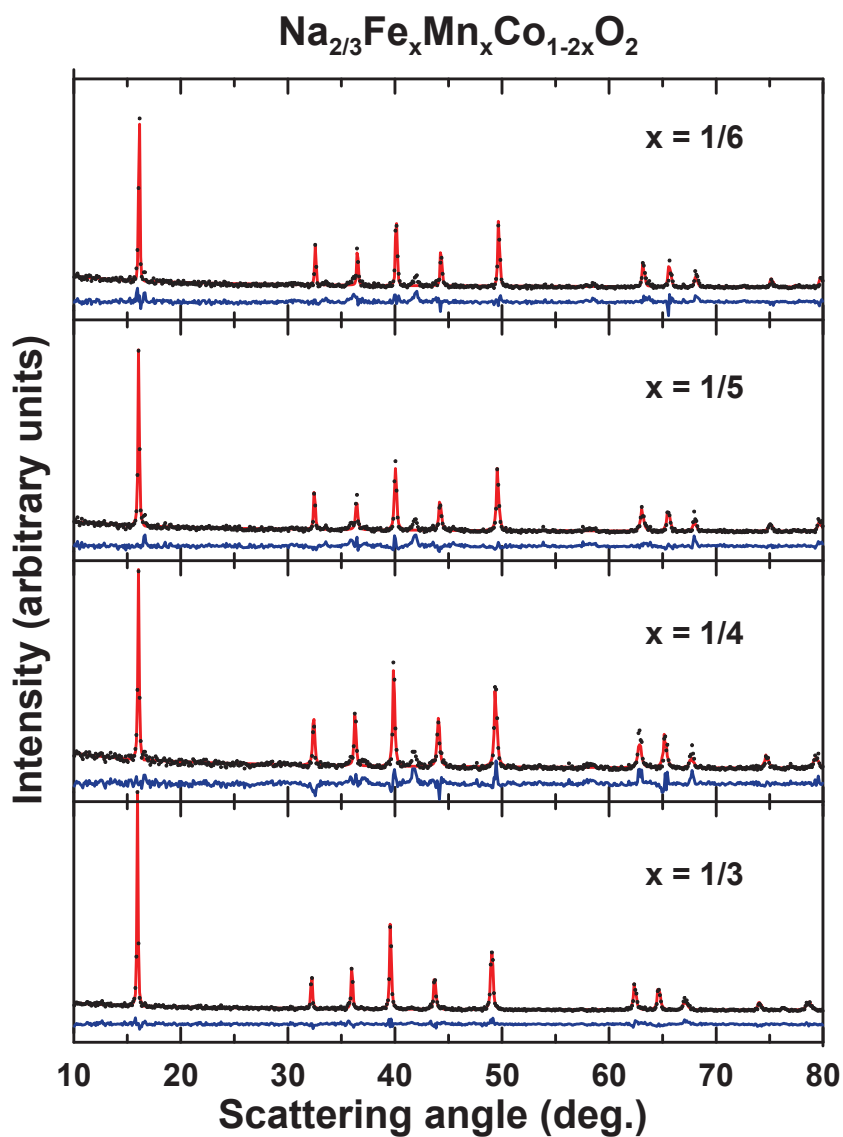 Na2/3FexMnxCo1-2xO2
x = 1/6
x = 1/5
x = 1/4
x = 1/3
Intensity (arbitrary units)
10 20 30 40 50 60 70 80
Scattering angle (deg.)